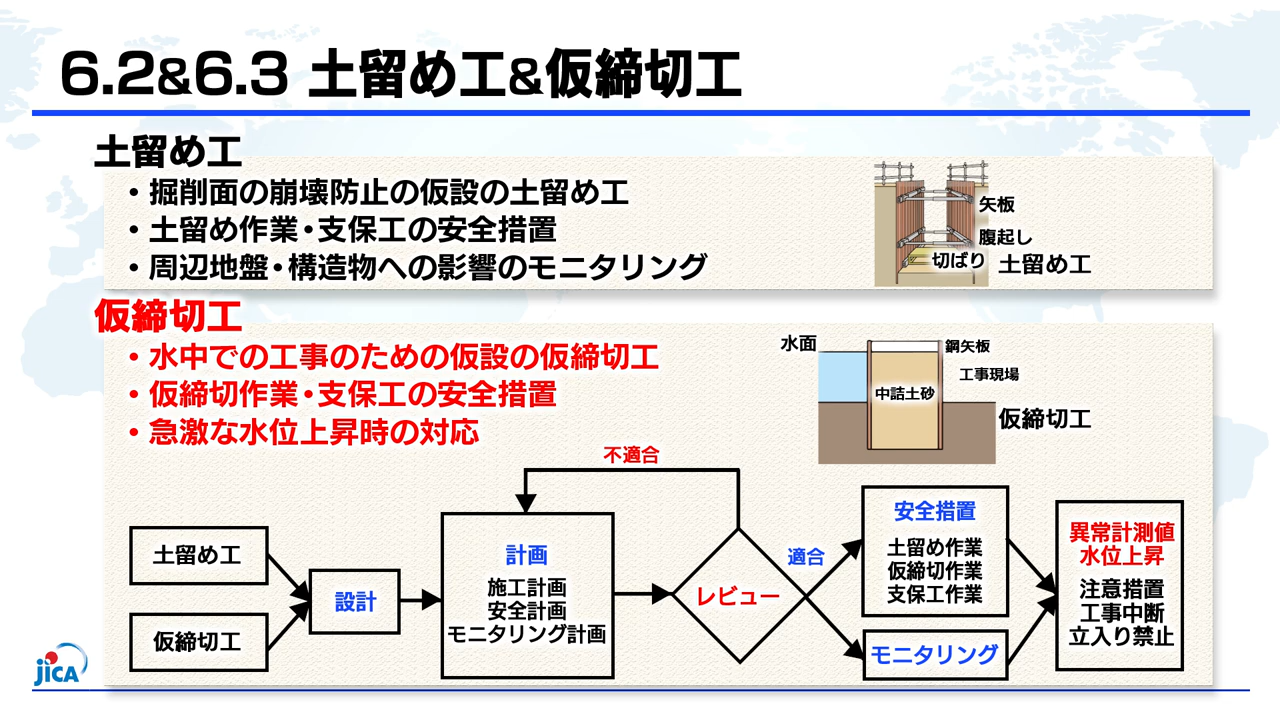 6.2&6.3 土留め工&仮締切工
土留め工
・掘削面の崩壊防止の仮設の土留め工
・土留め作業・支保工の安全措置
・周辺地盤・構造物への影響のモニタリング
矢板
腹起し
切ばり
土留め工
仮締切工
・水中での工事のための仮設の仮締切工
・仮締切作業・支保工の安全措置
・急激な水位上昇時の対応
水面
鋼矢板
工事現場
中詰土砂
仮締切工
不適合
土留め工
仮締切工
設計
計画
施工計画
安全計画
モニタリング計画
レビュー
適合
安全措置
土留め作業
仮締切作業
支保工作業
モニタリング
異常計測値
水位上昇
注意措置
工事中断
立入り禁止
jICA